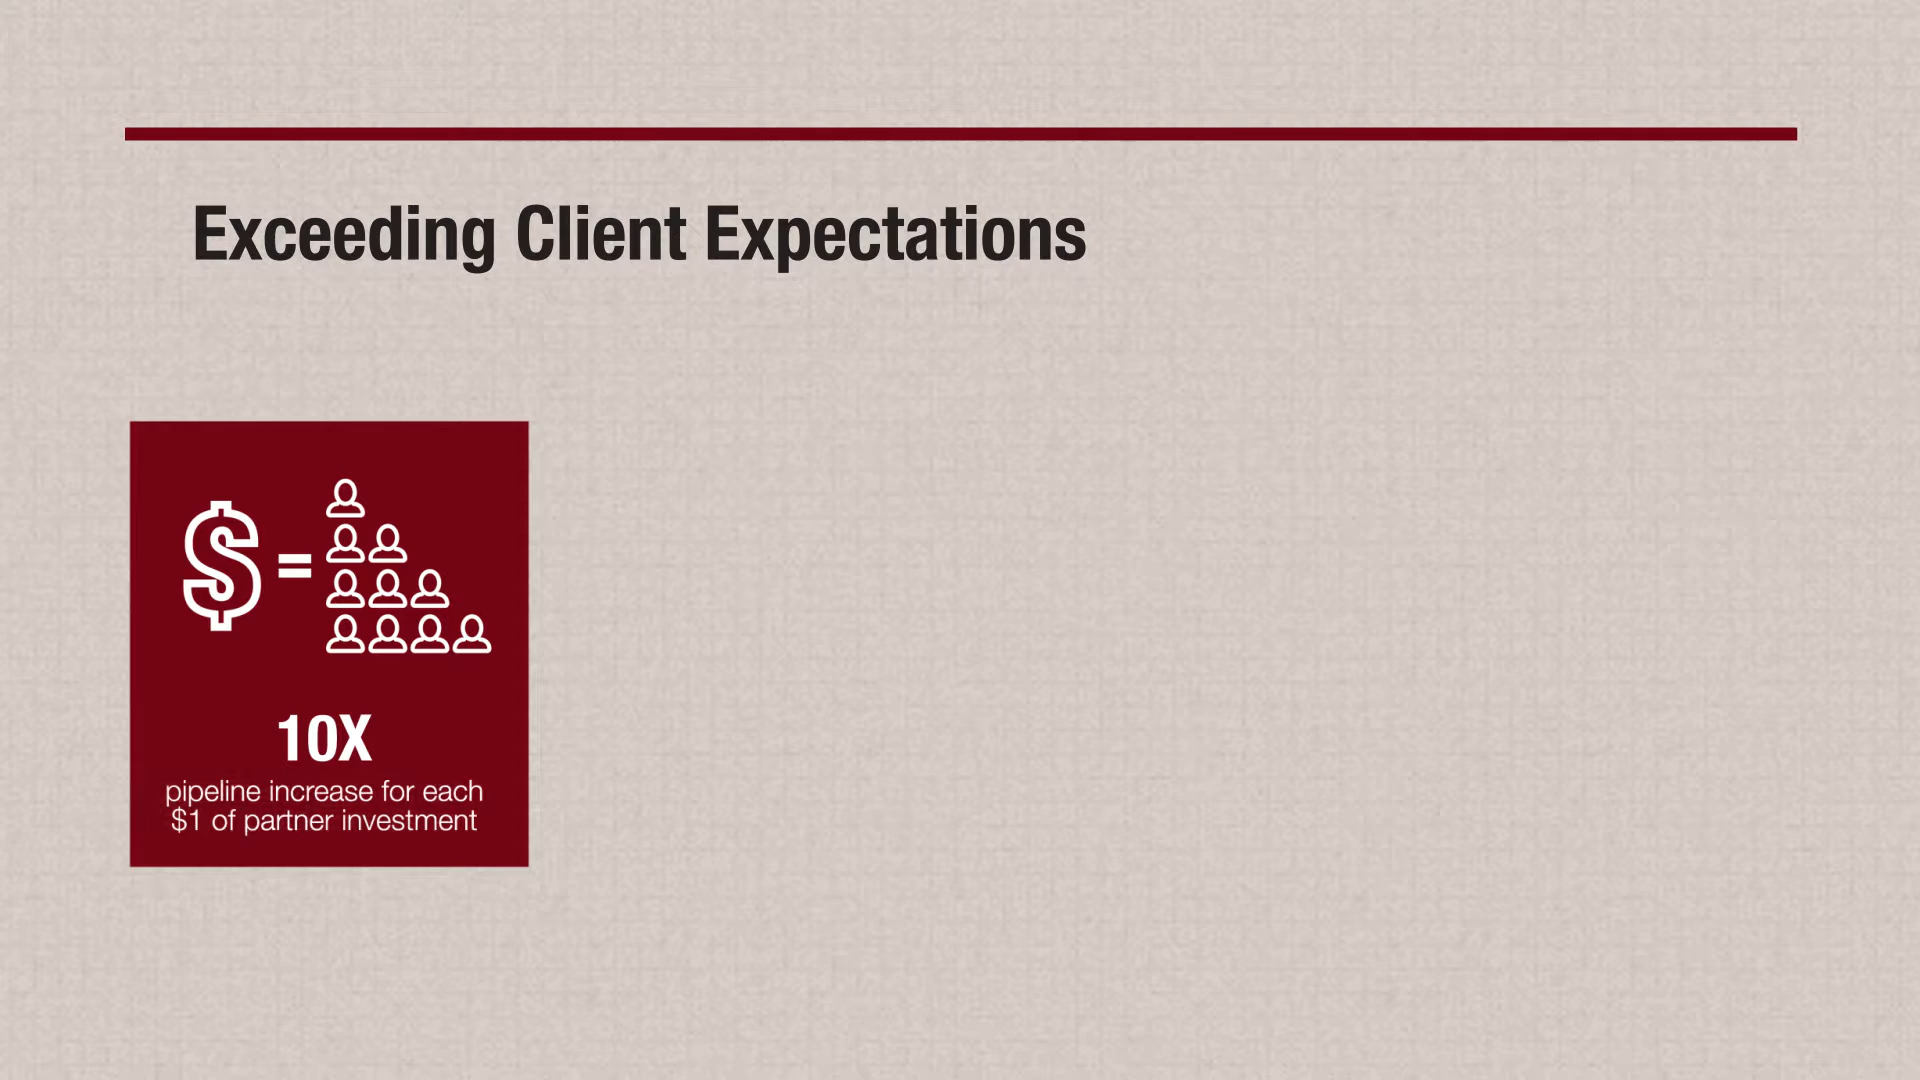 Exceeding Client Expectations
$ =
10X
pipeline increase for each
$1 of partner investment